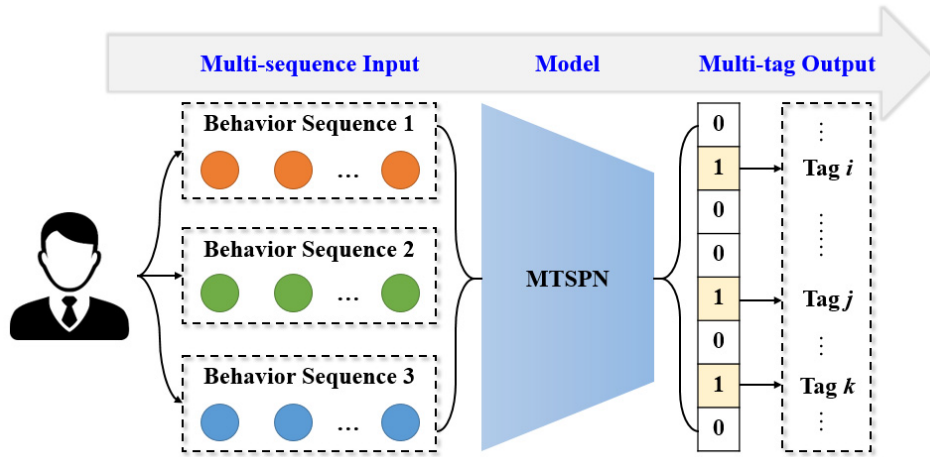 Multi-sequence Input
Model
Multi-tag Output
Behavior Sequence 1
...
Behavior Sequence 2
...
Behavior Sequence 3
...
MTSPN
0
1
0
0
1
0
1
0
...
Tag i
......
Tag j
...
Tag k
...